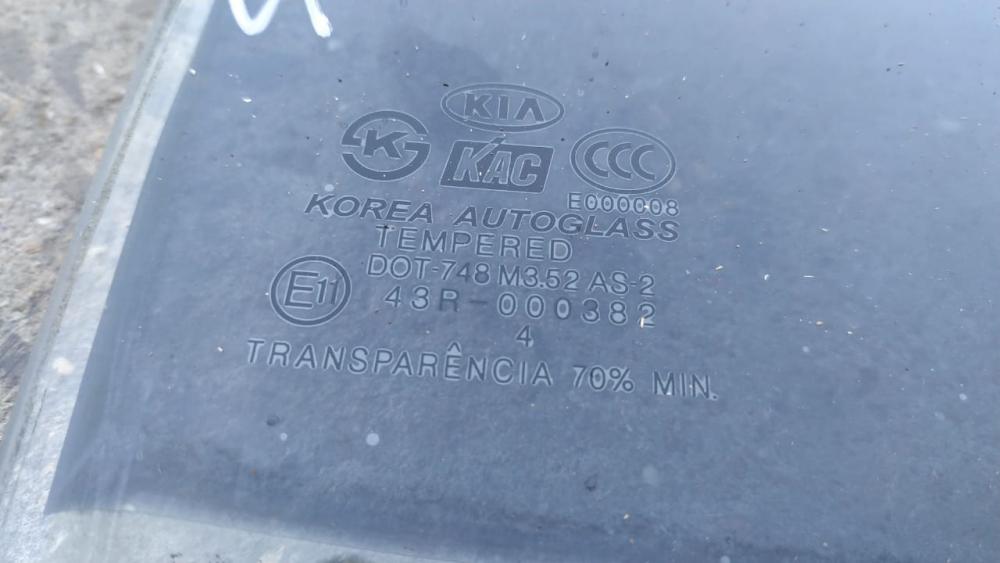 KIA
K
KAC
CCC
E000008
KOREA AUTOGLASS
TEMPERED
DOT-748 M3.52 AS-2
E11
43R-000382
4
TRANSPARÊNCIA 70% MIN.